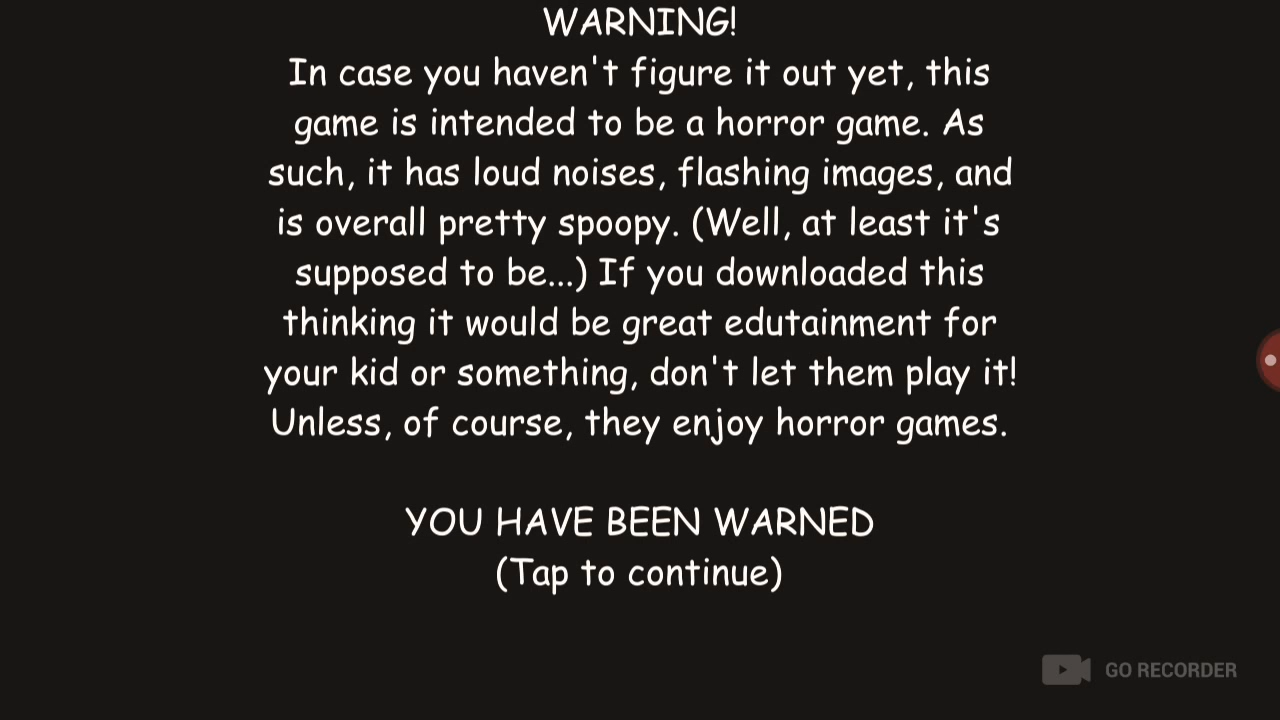 WARNING!
In case you haven't figure it out yet, this
game is intended to be a horror game. As
such, it has loud noises, flashing images, and
is overall pretty spoopy. (Well, at least it's
supposed to be...) If you downloaded this
thinking it would be great edutainment for
your kid or something, don't let them play it!
Unless, of course, they enjoy horror games.
YOU HAVE BEEN WARNED
(Tap to continue)
GO RECORDER